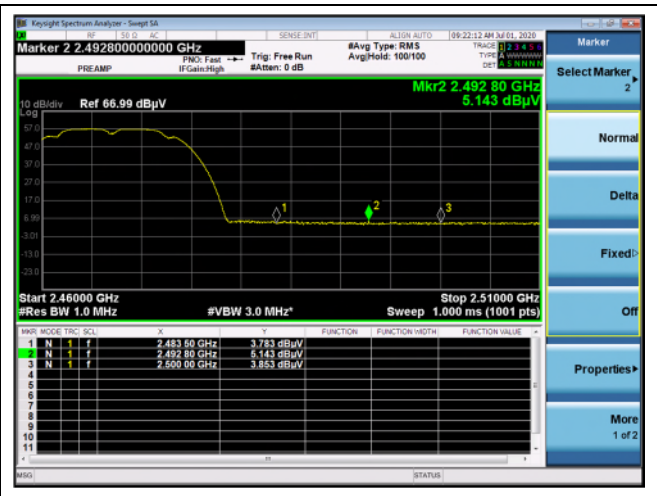 Keysight Spectrum Analyzer - Swept SA
RF 50 Ω AC SENSE:INT ALIGN AUTO 09:22:12 AM Jul 01, 2020
Marker 2 2.492800000000 GHz
PREAMP
PNO: Fast
IFGain:High
Trig: Free Run
#Atten: 0 dB
#Avg Type: RMS
Avg|Hold: 100/100
TRACE 1 2 3 4 5 6
TYPE A WWWWW
DET A S N N N N
Mkr2 2.492 80 GHz
5.143 dBµV
10 dB/div Ref 66.99 dBµV
Log
57.0
47.0
37.0
27.0
17.0
6.99
-3.01
-13.0
-23.0
1
2
3
Start 2.46000 GHz Stop 2.51000 GHz
#Res BW 1.0 MHz #VBW 3.0 MHz* Sweep 1.000 ms (1001 pts)
MKR MODE TRC SCL X Y FUNCTION FUNCTION WIDTH FUNCTION VALUE
1 N 1 f 2.483 50 GHz 3.783 dBuV
2 N 1 f 2.492 80 GHz 5.143 dBuV
3 N 1 f 2.500 00 GHz 3.853 dBuV
4
5
6
7
8
9
10
11
MSG STATUS
Marker
Select Marker
2
Normal
Delta
Fixed
Off
Properties
More
1 of 2